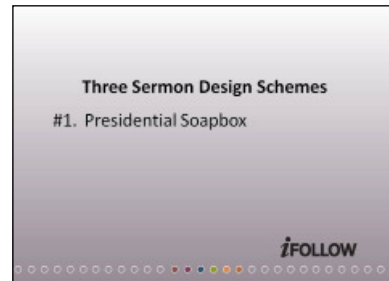 Three Sermon Design Schemes
#1. Presidential Soapbox
iFOLLOW